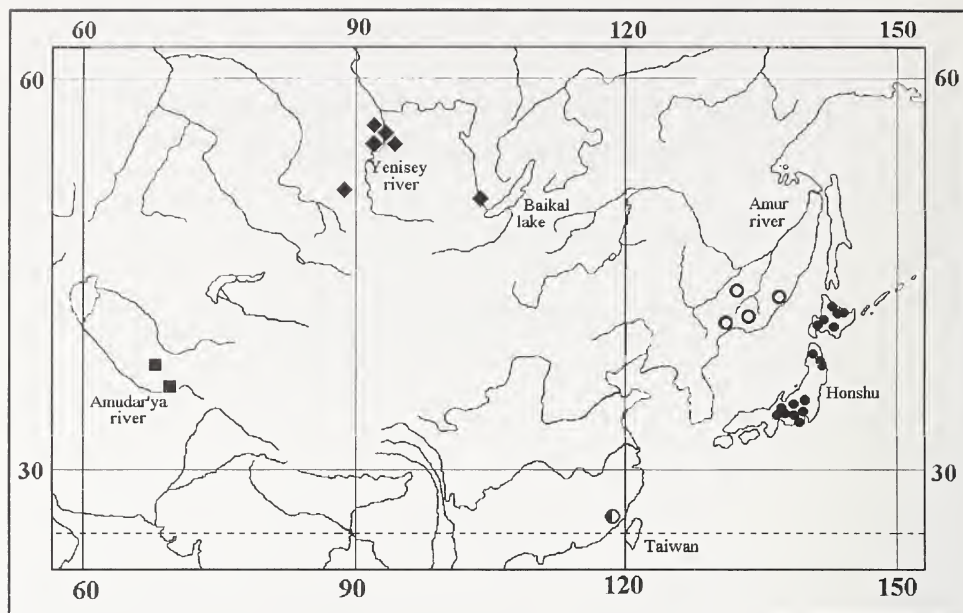 60 90 120 150
60 60
Yenisey
river
Baikal
lake
Amur
river
Amudar'ya
river
Honshu
30 30
Taiwan
60 90 120 150